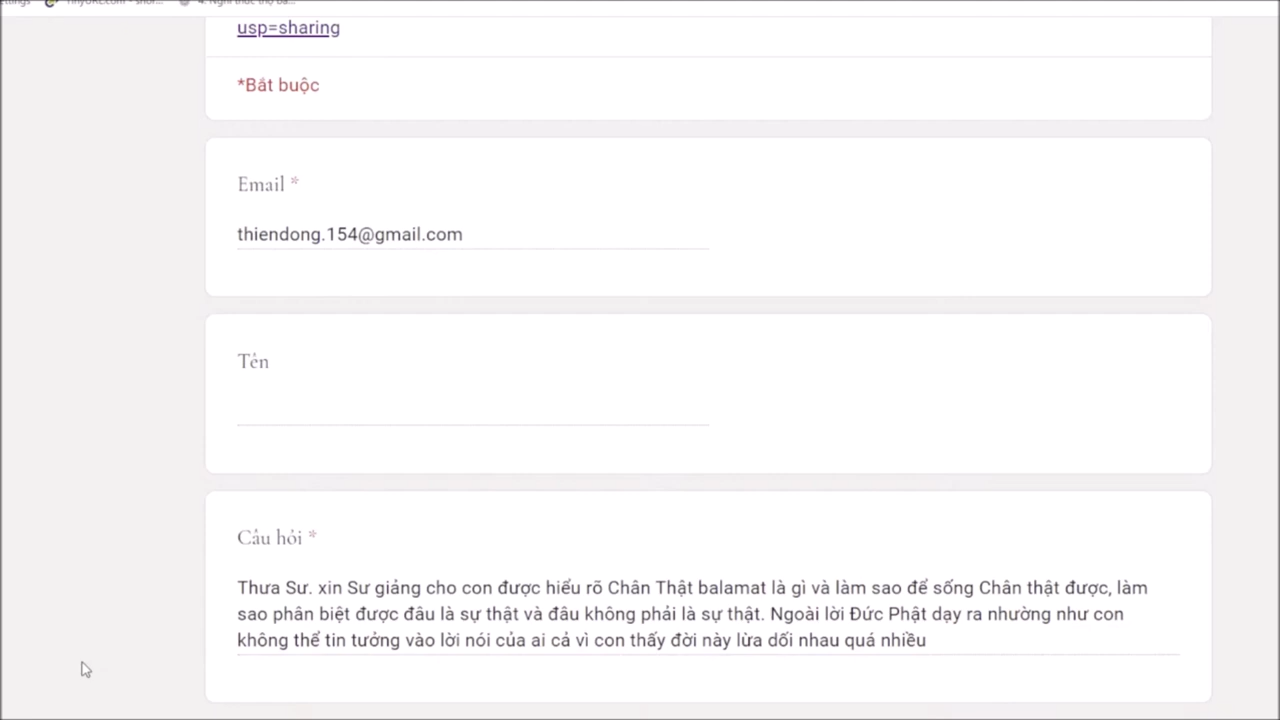 usp=sharing
*Bắt buộc
Email *
thiendong.154@gmail.com
Tên
Câu hỏi *
Thưa Sư. xin Sư giảng cho con được hiểu rõ Chân Thật balamat là gì và làm sao để sống Chân thật được, làm
sao phân biệt được đâu là sự thật và đâu không phải là sự thật. Ngoài lời Đức Phật dạy ra nhường như con
không thể tin tưởng vào lời nói của ai cả vì con thấy đời này lừa dối nhau quá nhiều